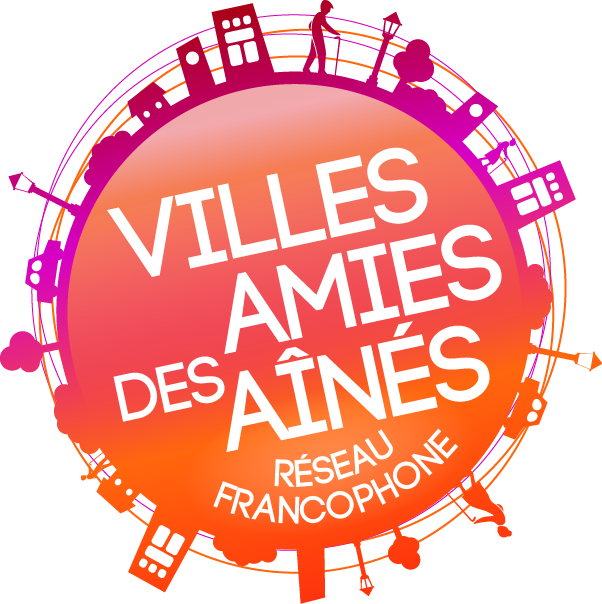 VILLES
AMIES
DES AÎNÉS
RÉSEAU
FRANCOPHONE